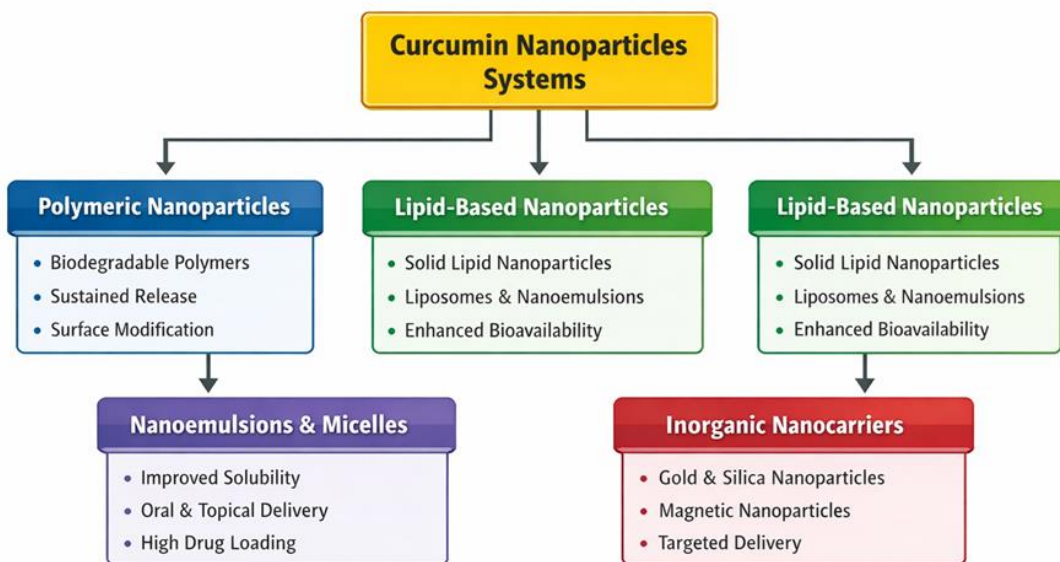 Curcumin Nanoparticles
Systems
Polymeric Nanoparticles
• Biodegradable Polymers
• Sustained Release
• Surface Modification
Lipid-Based Nanoparticles
• Solid Lipid Nanoparticles
• Liposomes & Nanoemulsions
• Enhanced Bioavailability
Lipid-Based Nanoparticles
• Solid Lipid Nanoparticles
• Liposomes & Nanoemulsions
• Enhanced Bioavailability
Nanoemulsions & Micelles
• Improved Solubility
• Oral & Topical Delivery
• High Drug Loading
Inorganic Nanocarriers
• Gold & Silica Nanoparticles
• Magnetic Nanoparticles
• Targeted Delivery